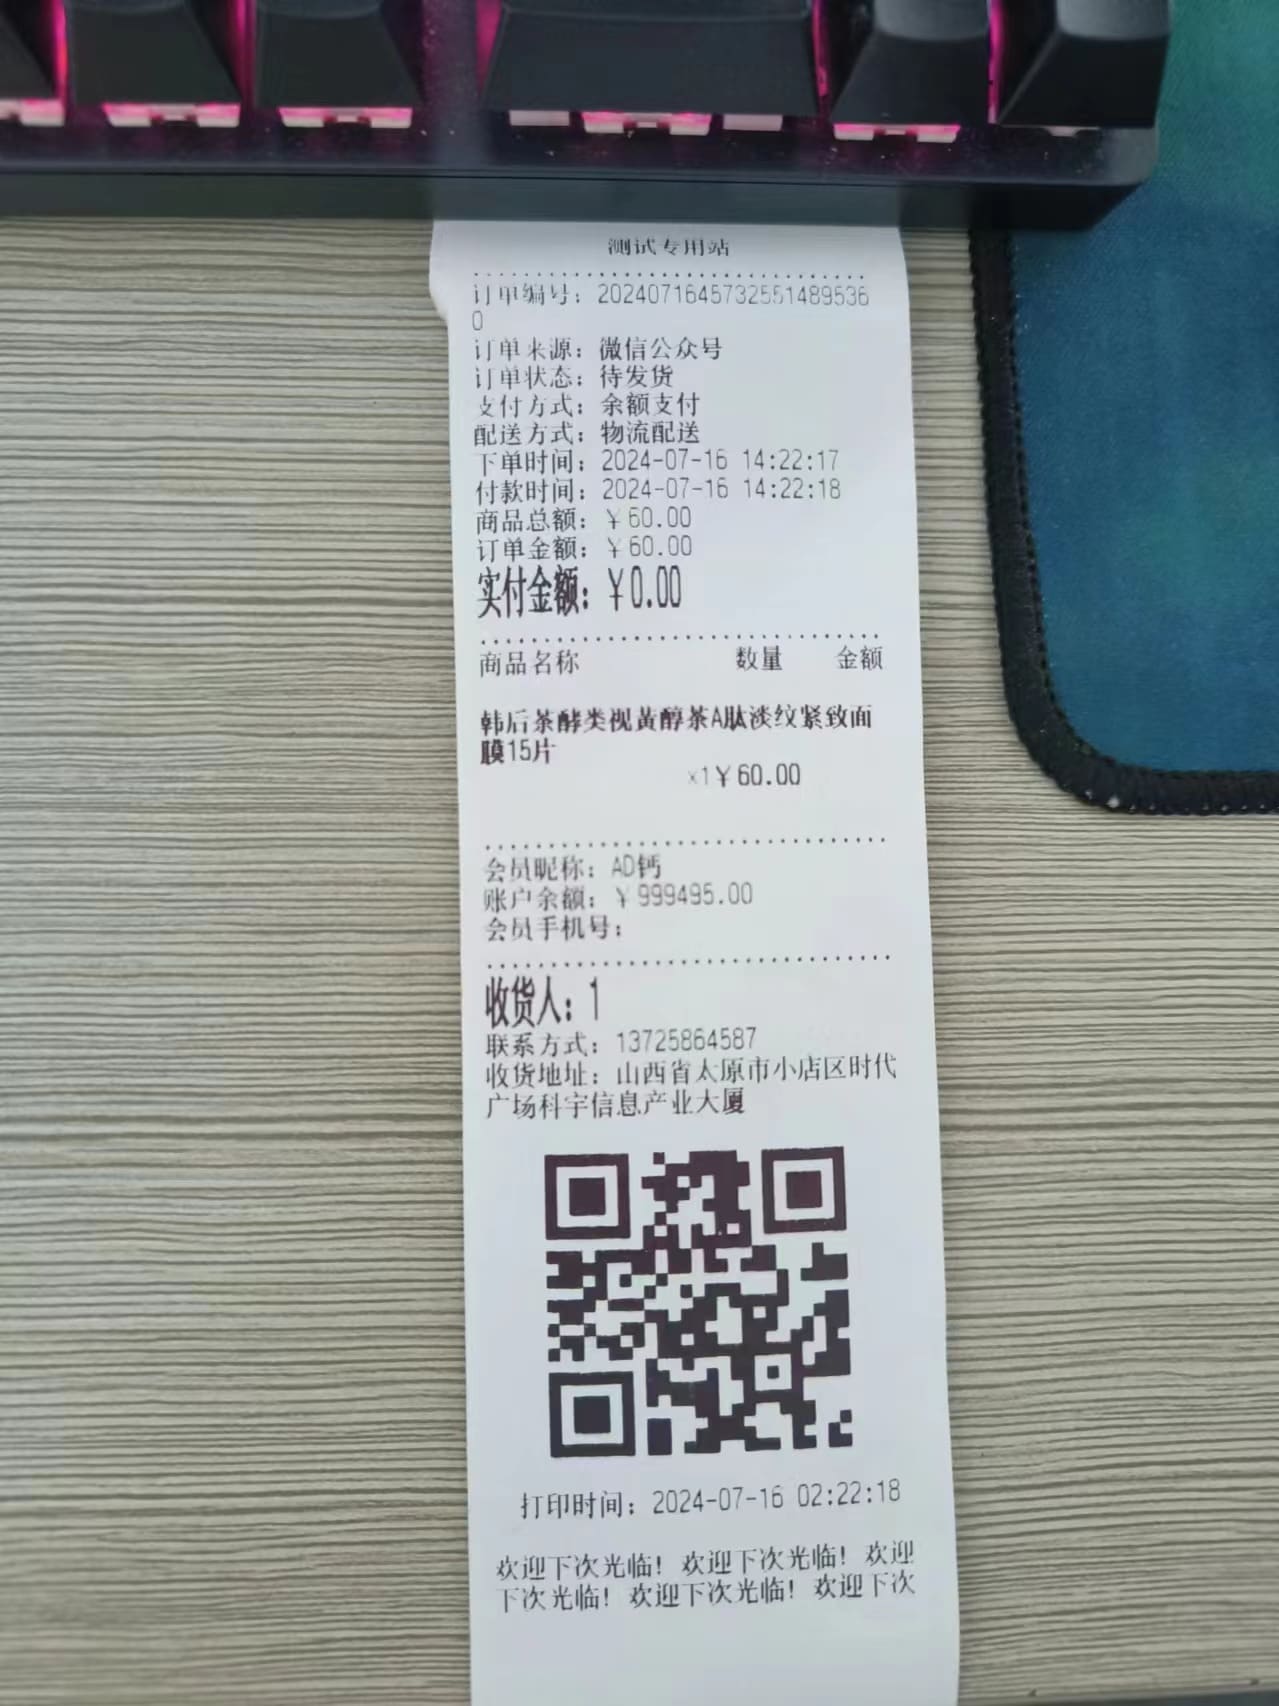 测试专用站
订单编号：2024071645732551489536
0
订单来源：微信公众号
订单状态：待发货
支付方式：余额支付
配送方式：物流配送
下单时间：2024-07-16 14:22:17
付款时间：2024-07-16 14:22:18
商品总额：￥60.00
订单金额：￥60.00
实付金额：￥0.00
商品名称 数量 金额
韩后茶酵类视黄醇茶A肽淡纹紧致面
膜15片
x1￥60.00
会员昵称：AD钙
账户余额：￥999495.00
会员手机号：
收货人：1
联系方式：13725864587
收货地址：山西省太原市小店区时代
广场科宇信息产业大厦
打印时间：2024-07-16 02:22:18
欢迎下次光临！欢迎下次光临！欢迎
下次光临！欢迎下次光临！欢迎下次